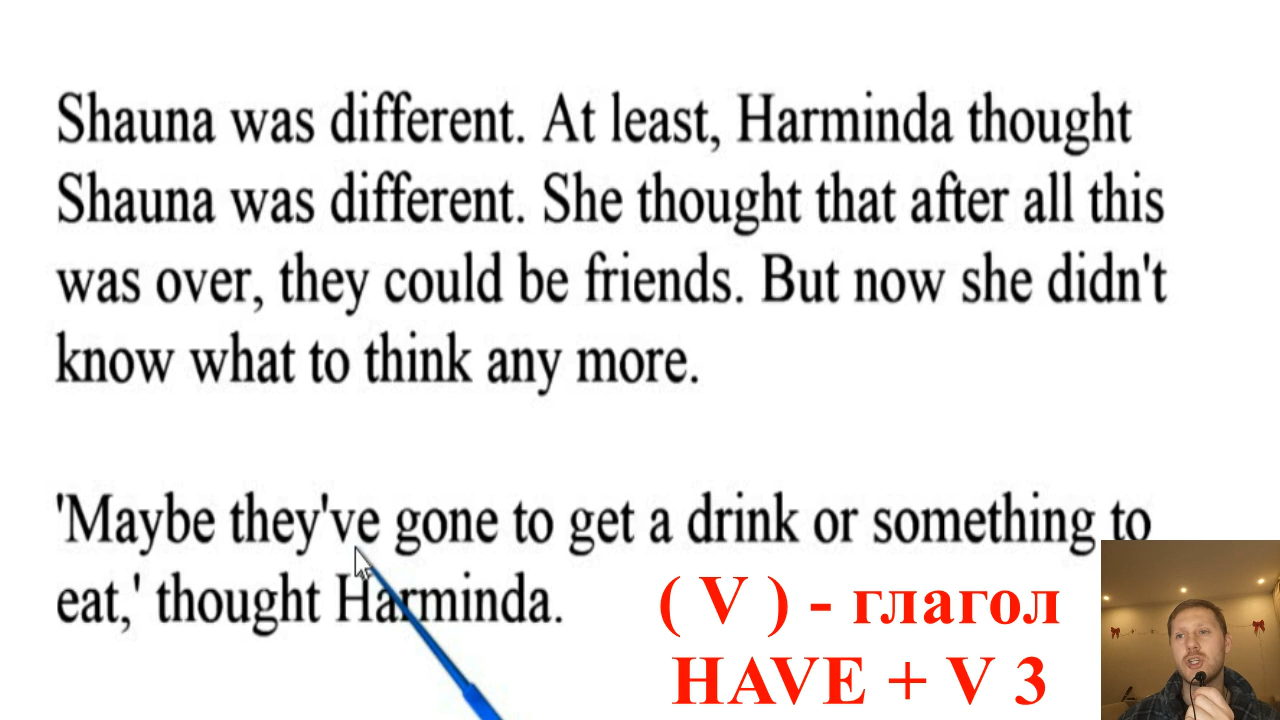 Shauna was different. At least, Harminda thought
Shauna was different. She thought that after all this
was over, they could be friends. But now she didn't
know what to think any more.
'Maybe they've gone to get a drink or something to
eat,' thought Harminda.
( V ) - глагол
HAVE + V 3